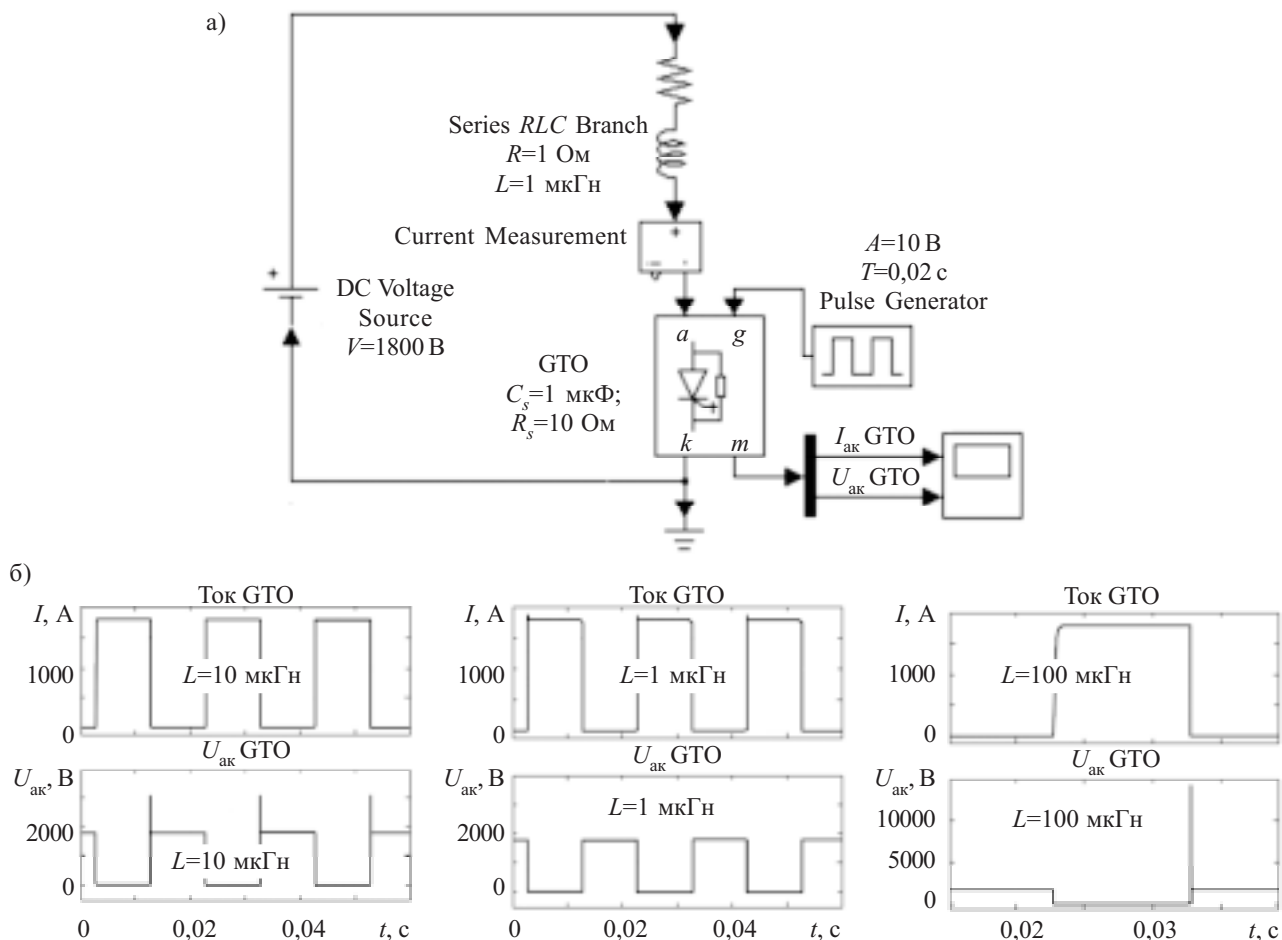 а)
Series RLC Branch
R=1 Ом
L=1 мкГн
Current Measurement
+
-
A=10 В
T=0,02 с
Pulse Generator
+
DC Voltage
Source
V=1800 В
a g
GTO
Cs=1 мкФ;
Rs=10 Ом
k m
Iак GTO
Uак GTO
б)
Ток GTO
I, А
1000
0
L=10 мкГн
Uак GTO
Uак, В
2000
0
L=10 мкГн
0 0,02 0,04 t, с
Ток GTO
I, А
1000
0
L=1 мкГн
Uак GTO
Uак, В
2000
0
L=1 мкГн
0 0,02 0,04 t, с
Ток GTO
I, А
1000
0
L=100 мкГн
Uак GTO
Uак, В
10000
5000
0
L=100 мкГн
0,02 0,03 t, с